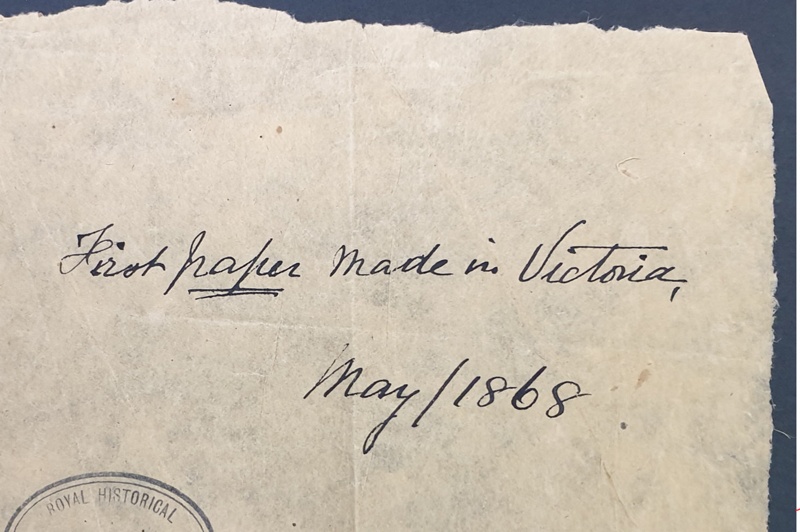 First paper made in Victoria,
May/1868
ROYAL HISTORICAL